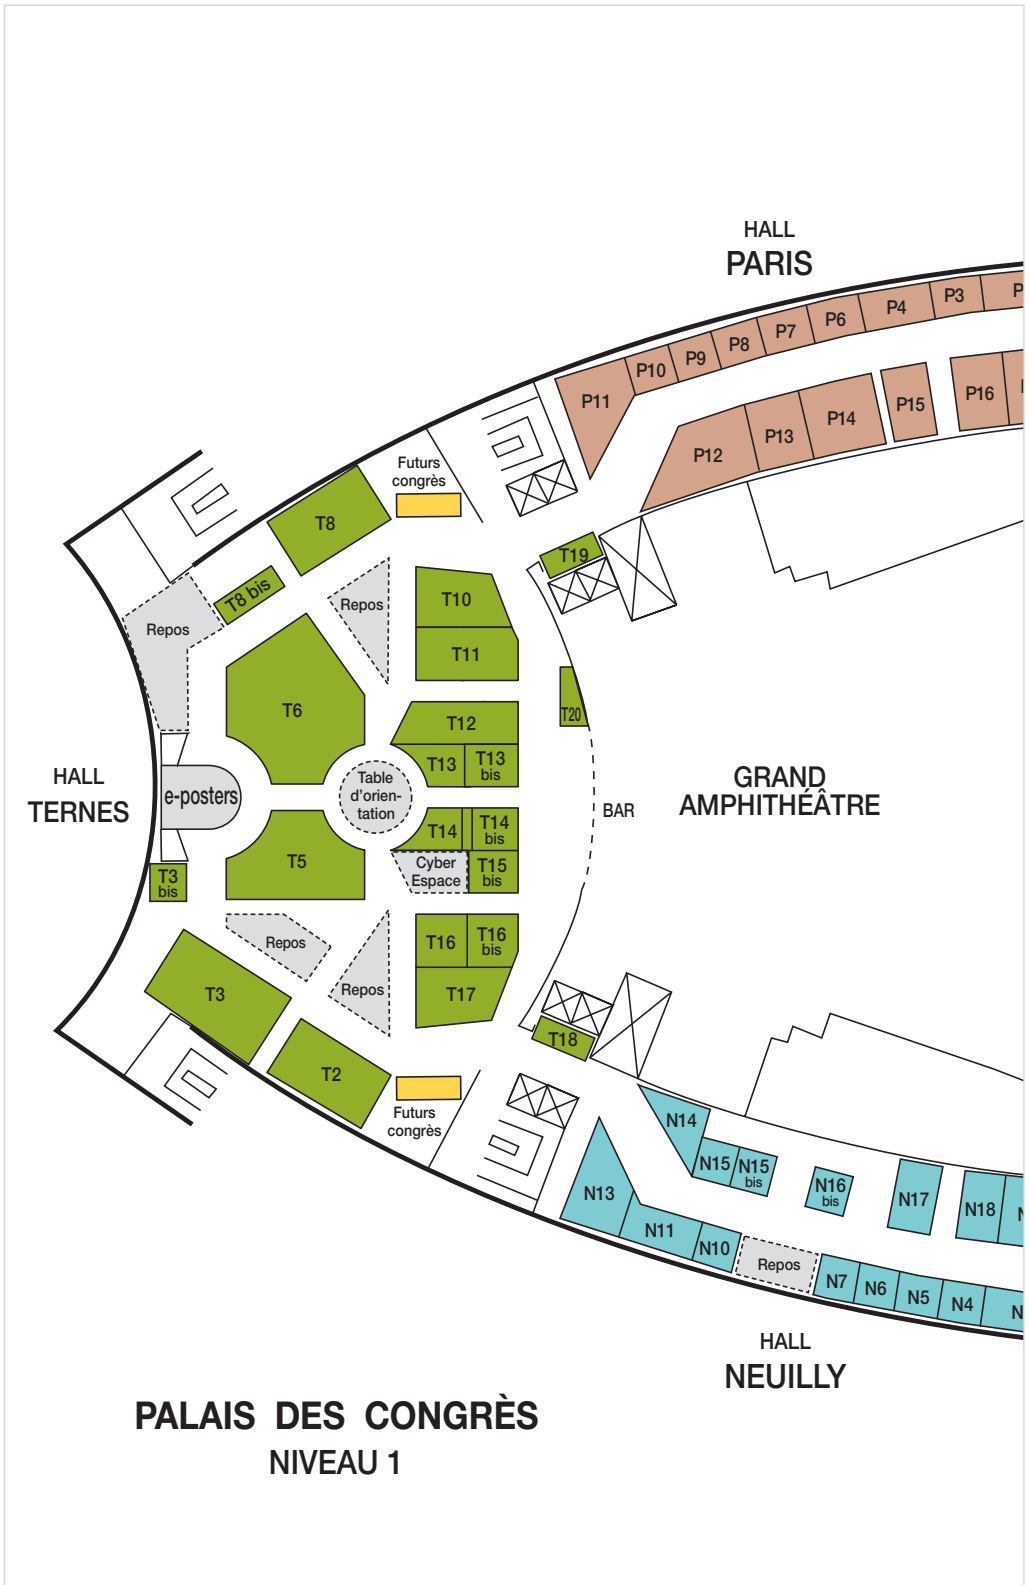 HALL
PARIS
P3
P
P4
P6
P7
P8
P9
P10
P11
P16
P15
P14
P13
P12
Futurs
congrès
T8
T19
T8 bis
Repos
T10
Repos
T11
T6
T20
T12
T13
T13
bis
HALL
TERNES
e-posters
Table
d'orien-
tation
GRAND
AMPHITHÉÂTRE
BAR
T14
T14
bis
T5
Cyber
Espace
T15
bis
T3
bis
Repos
T16
T16
bis
Repos
T3
T17
T18
T2
Futurs
congrès
N14
N15
N15
bis
N13
N16
bis
N17
N18
N
N11
N10
Repos
N7
N6
N5
N4
N
HALL
NEUILLY
PALAIS DES CONGRÈS
NIVEAU 1